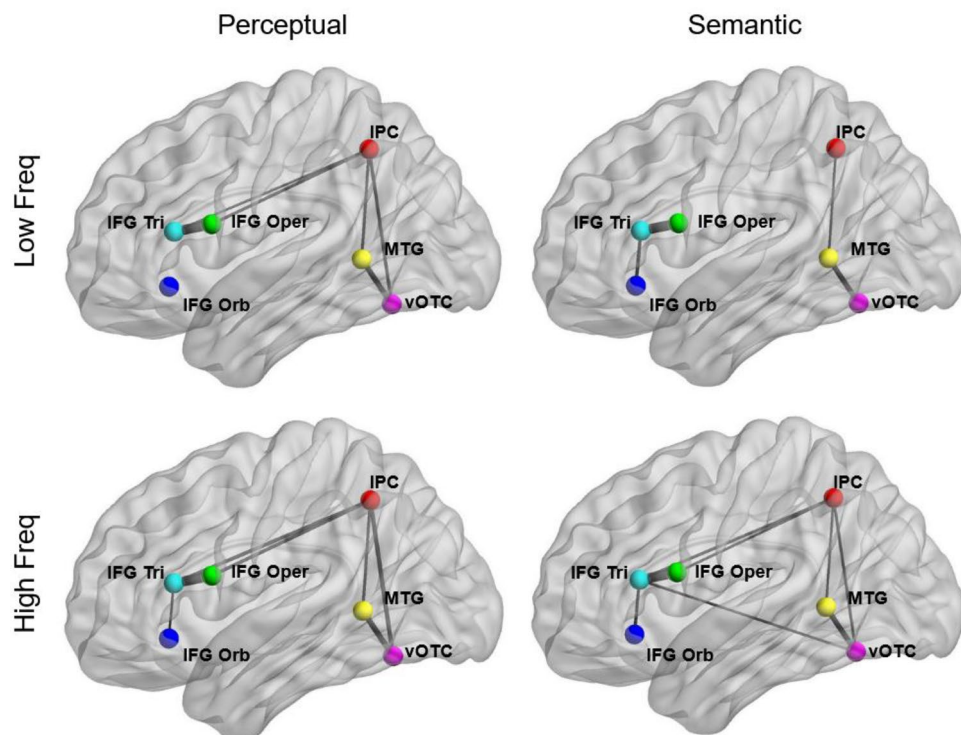 Perceptual
Semantic
Low Freq
IPC
IFG Tri
IFG Oper
MTG
IFG Orb
vOTC
IPC
IFG Tri
IFG Oper
MTG
IFG Orb
vOTC
High Freq
IPC
IFG Tri
IFG Oper
MTG
IFG Orb
vOTC
IPC
IFG Tri
IFG Oper
MTG
IFG Orb
vOTC